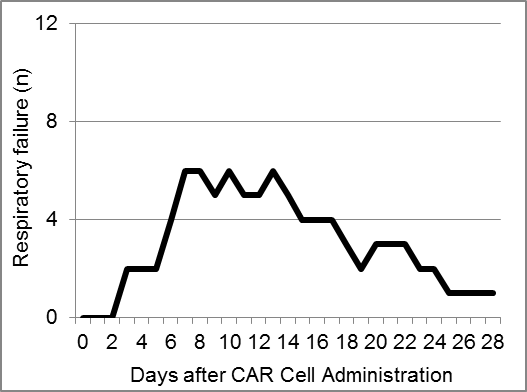 12
8
4
0
Respiratory failure (n)
0 2 4 6 8 10 12 14 16 18 20 22 24 26 28
Days after CAR Cell Administration